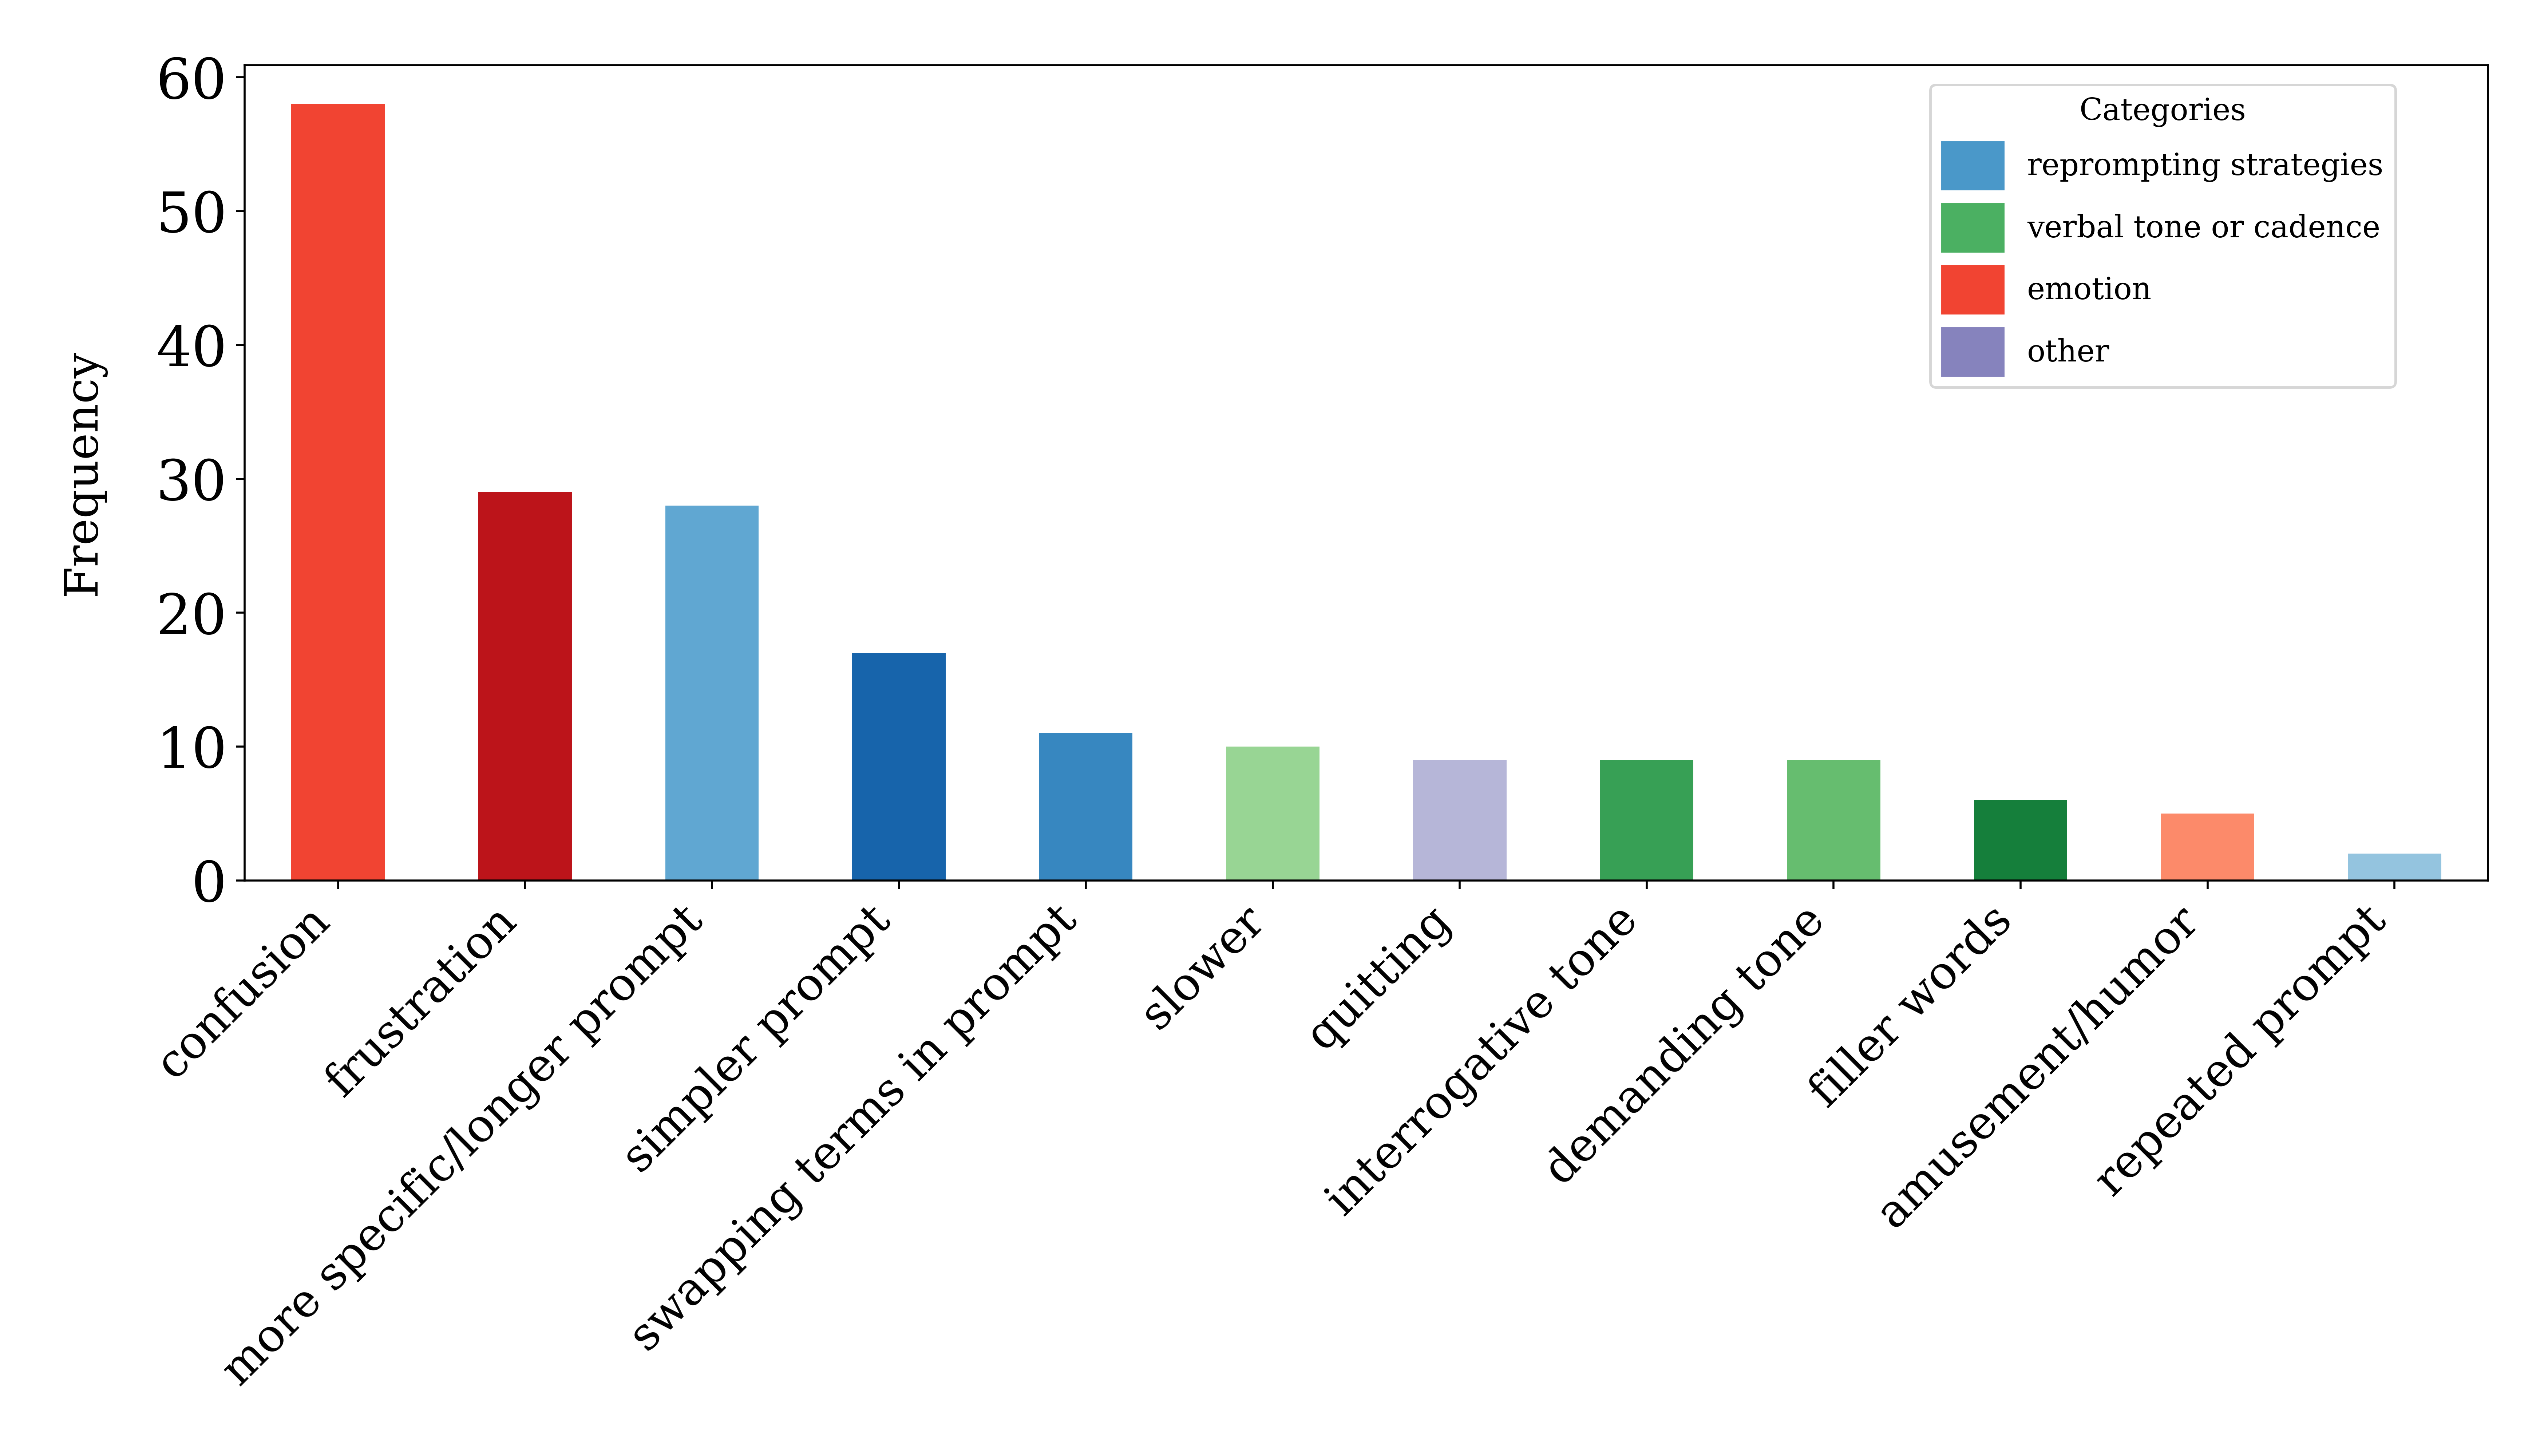 Frequency
60
50
40
30
20
10
0
Categories
reprompting strategies
verbal tone or cadence
emotion
other
confusion
frustration
more specific/longer prompt
simpler prompt
swapping terms in prompt
slower
quitting
interrogative tone
demanding tone
filler words
amusement/humor
repeated prompt